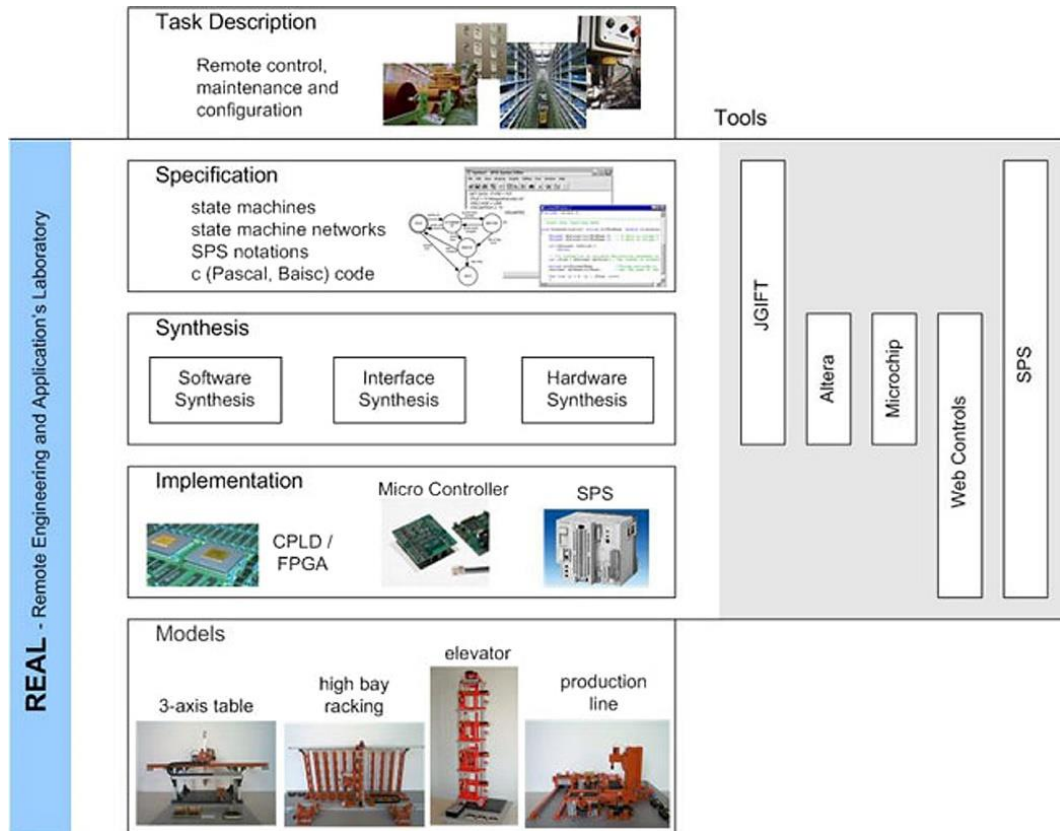 Task Description
Remote control,
maintenance and
configuration
Tools
REAL - Remote Engineering and Application's Laboratory
Specification
state machines
state machine networks
SPS notations
c (Pascal, Baisc) code
Synthesis
Software
Synthesis
Interface
Synthesis
Hardware
Synthesis
Implementation
CPLD /
FPGA
Micro Controller
SPS
JGIFT
Altera
Microchip
Web Controls
SPS
Models
3-axis table
high bay
racking
elevator
production
line